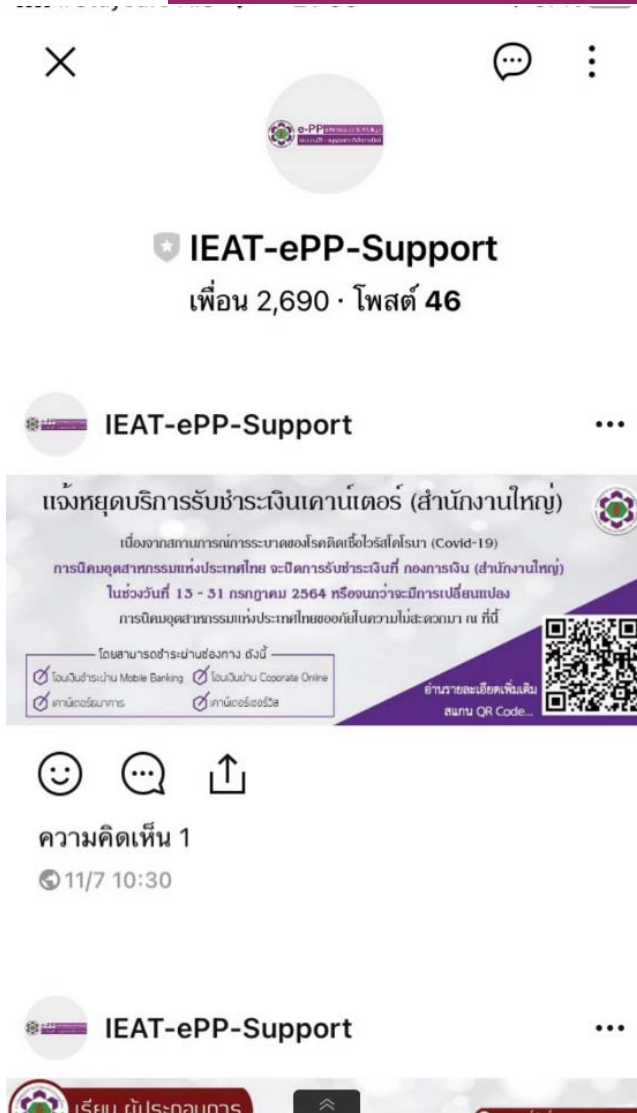 e-PP
IEAT-ePP-Support
เพื่อน 2,690 · โพสต์ 46
IEAT-ePP-Support
แจ้งหยุดบริการรับชำระเงินเคาน์เตอร์ (สำนักงานใหญ่)
เนื่องจากสถานการณ์การระบาดของโรคติดเชื้อไวรัสโคโรนา (Covid-19)
การนิคมอุตสาหกรรมแห่งประเทศไทย จะปิดการรับชำระเงินที่ กองการเงิน (สำนักงานใหญ่)
ในช่วงวันที่ 13 - 31 กรกฎาคม 2564 หรือจนกว่าจะมีการเปลี่ยนแปลง
การนิคมอุตสาหกรรมแห่งประเทศไทยขออภัยในความไม่สะดวกมา ณ ที่นี้
โดยสามารถชำระผ่านช่องทาง ดังนี้
โอนเงินชำระผ่าน Mobile Banking โอนเงินผ่าน Coporate Online
เคาน์เตอร์ธนาคาร เคาน์เตอร์เซอร์วิส
อ่านรายละเอียดเพิ่มเติม
สแกน QR Code...
ความคิดเห็น 1
11/7 10:30
IEAT-ePP-Support
เรียน ผู้ประกอบการ